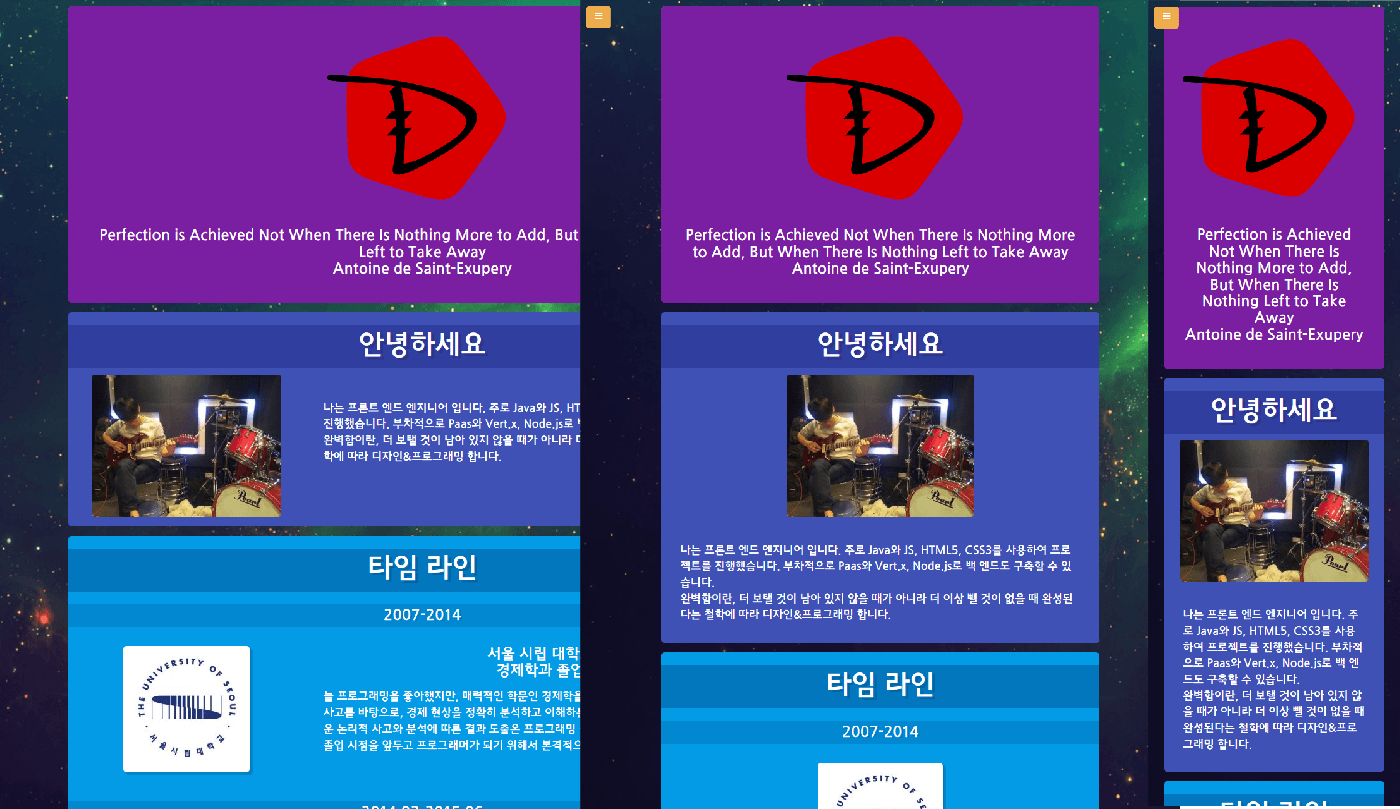 Perfection is Achieved Not When There Is Nothing More to Add, But
Left to Take Away
Antoine de Saint-Exupery
안녕하세요
나는 프론트 엔드 엔지니어 입니다. 주로 Java와 JS, HT
진행했습니다. 부차적으로 Paas와 Vert.x, Node.js로
완벽함이란, 더 보탤 것이 남아 있지 않을 때가 아니라
학에 따라 디자인&프로그래밍 합니다.
Pearl
타임 라인
2007-2014
THE UNIVERSITY OF SEOUL
서울시립대학교
서울 시립 대학
경제학과 졸업
늘 프로그래밍을 좋아했지만, 매력적인 학문인 경제학을
사고를 바탕으로, 경제 현상을 정확히 분석하고 이해하는
운 논리적 사고와 분석에 따른 결과 도출은 프로그래밍
졸업 시점을 앞두고 프로그래머가 되기 위해서 본격적으
Perfection is Achieved Not When There Is Nothing More
to Add, But When There Is Nothing Left to Take Away
Antoine de Saint-Exupery
안녕하세요
Pearl
나는 프론트 엔드 엔지니어 입니다. 주로 Java와 JS, HTML5, CSS3를 사용하여 프로
젝트를 진행했습니다. 부차적으로 Paas와 Vert.x, Node.js로 백 엔드도 구축할 수 있
습니다.
완벽함이란, 더 보탤 것이 남아 있지 않을 때가 아니라 더 이상 뺄 것이 없을 때 완성된
다는 철학에 따라 디자인&프로그래밍 합니다.
타임 라인
2007-2014
UNIVERSITY OF
Perfection is Achieved
Not When There Is
Nothing More to Add,
But When There Is
Nothing Left to Take
Away
Antoine de Saint-Exupery
안녕하세요
Pearl
나는 프론트 엔드 엔지니어 입니다. 주
로 Java와 JS, HTML5, CSS3를 사용
하여 프로젝트를 진행했습니다. 부차적
으로 Paas와 Vert.x, Node.js로 백 엔
드도 구축할 수 있습니다.
완벽함이란, 더 보탤 것이 남아 있지 않
을 때가 아니라 더 이상 뺄 것이 없을 때
완성된다는 철학에 따라 디자인&프로
그래밍 합니다.